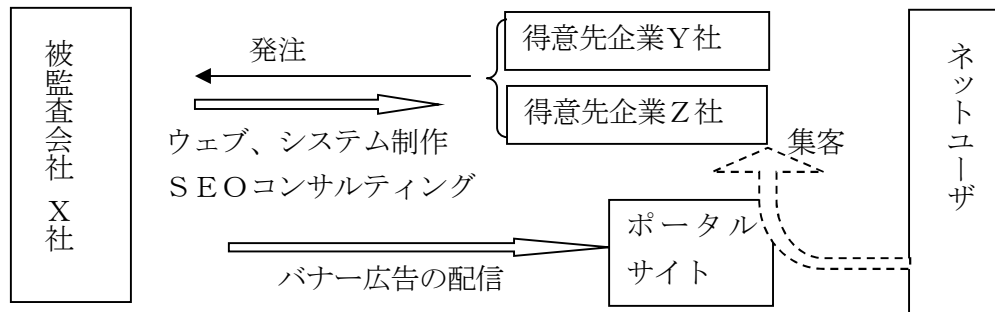 被監査会社 X社
発注
ウェブ、システム制作
ＳＥＯコンサルティング
バナー広告の配信
得意先企業Ｙ社
得意先企業Ｚ社
集客
ポータル
サイト
ネットユーザ